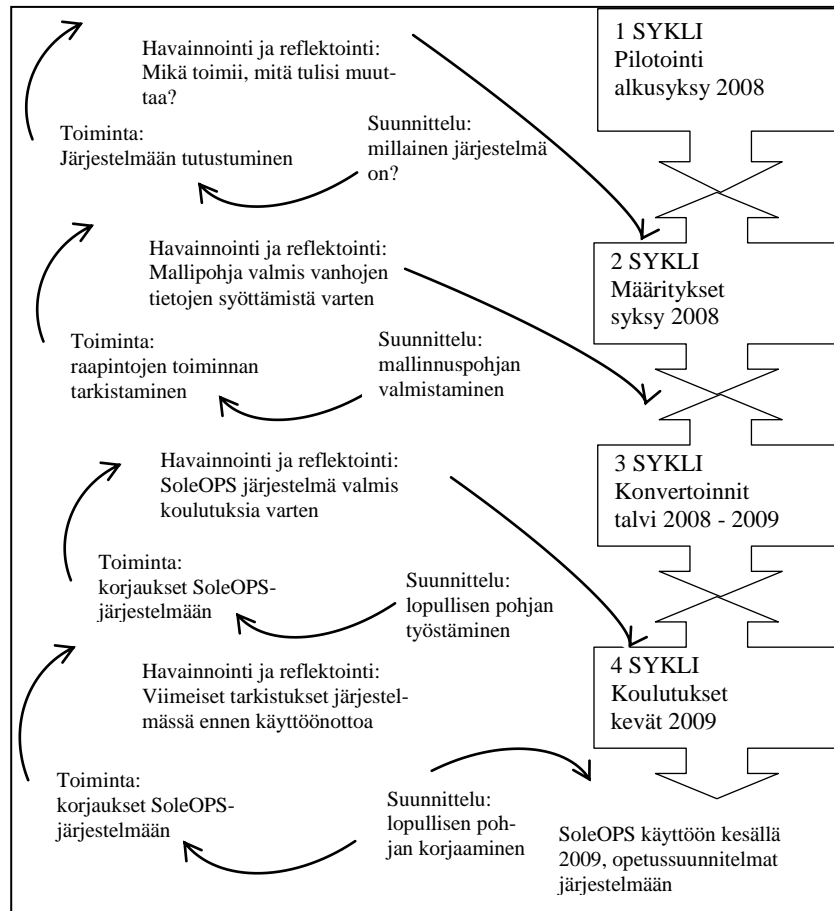 Havainnointi ja reflektointi:
Mikä toimii, mitä tulisi muut-
taa?
Toiminta:
Järjestelmään tutustuminen
Suunnittelu:
millainen järjestelmä
on?
1 SYKLI
Pilotointi
alkusyksy 2008
Havainnointi ja reflektointi:
Mallipohja valmis vanhojen
tietojen syöttämistä varten
Toiminta:
raapintojen toiminnan
tarkistaminen
Suunnittelu:
mallinnuspohjan
valmistaminen
2 SYKLI
Määritykset
syksy 2008
Havainnointi ja reflektointi:
SoleOPS järjestelmä valmis
koulutuksia varten
Toiminta:
korjaukset SoleOPS-
järjestelmään
Suunnittelu:
lopullisen pohjan
työstäminen
3 SYKLI
Konvertoinnit
talvi 2008 - 2009
Havainnointi ja reflektointi:
Viimeiset tarkistukset järjestel-
mässä ennen käyttöönottoa
Toiminta:
korjaukset SoleOPS-
järjestelmään
Suunnittelu:
lopullisen poh-
jan korjaaminen
4 SYKLI
Koulutukset
kevät 2009
SoleOPS käyttöön kesällä
2009, opetussuunnitelmat
järjestelmään